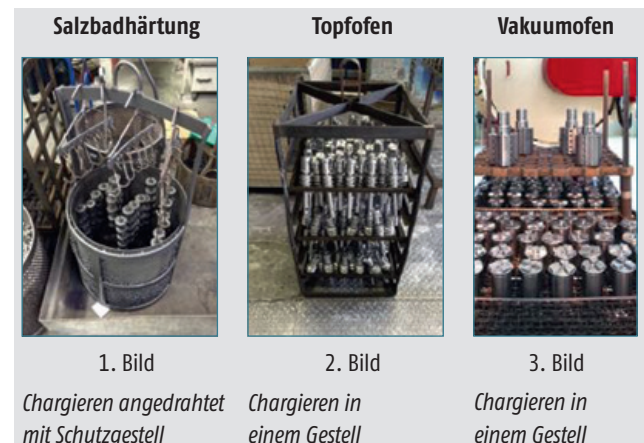 Salzbadhärtung
Topfofen
Vakuumofen
1. Bild
2. Bild
3. Bild
Chargieren angedrahtet
mit Schutzgestell
Chargieren in
einem Gestell
Chargieren in
einem Gestell